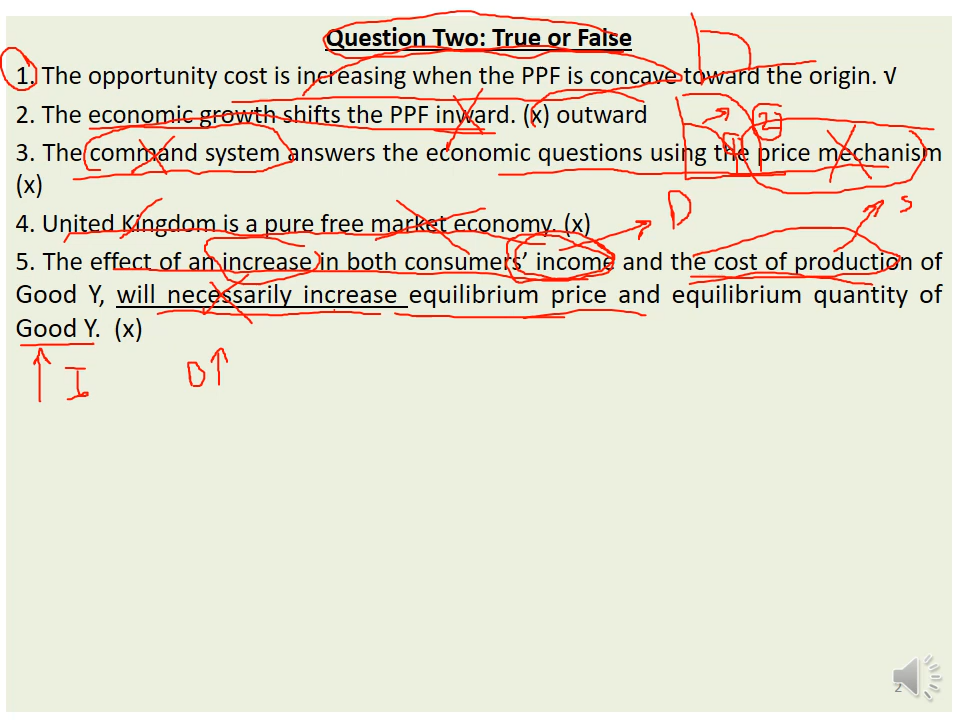 Question Two: True or False
1. The opportunity cost is increasing when the PPF is concave toward the origin. √
2. The economic growth shifts the PPF inward. (x) outward
3. The command system answers the economic questions using the price mechanism
(x)
4. United Kingdom is a pure free market economy. (x)
5. The effect of an increase in both consumers’ income and the cost of production of
Good Y, will necessarily increase equilibrium price and equilibrium quantity of
Good Y. (x)
1
2
D
S
I
D
2